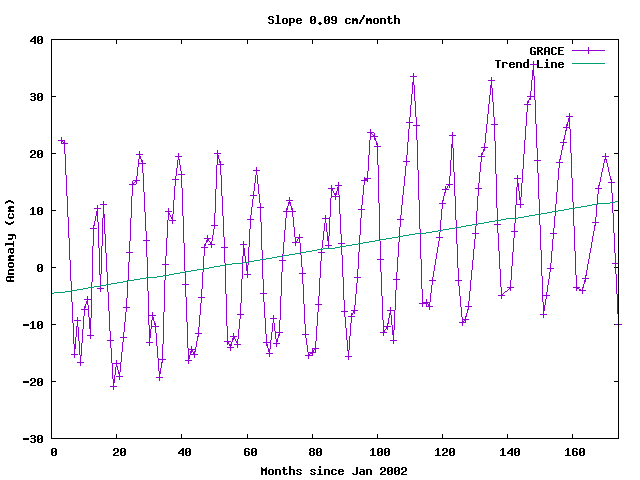 Slope 0.09 cm/month
GRACE
Trend Line
40
30
20
10
0
-10
-20
-30
Anomaly (cm)
0 20 40 60 80 100 120 140 160
Months since Jan 2002